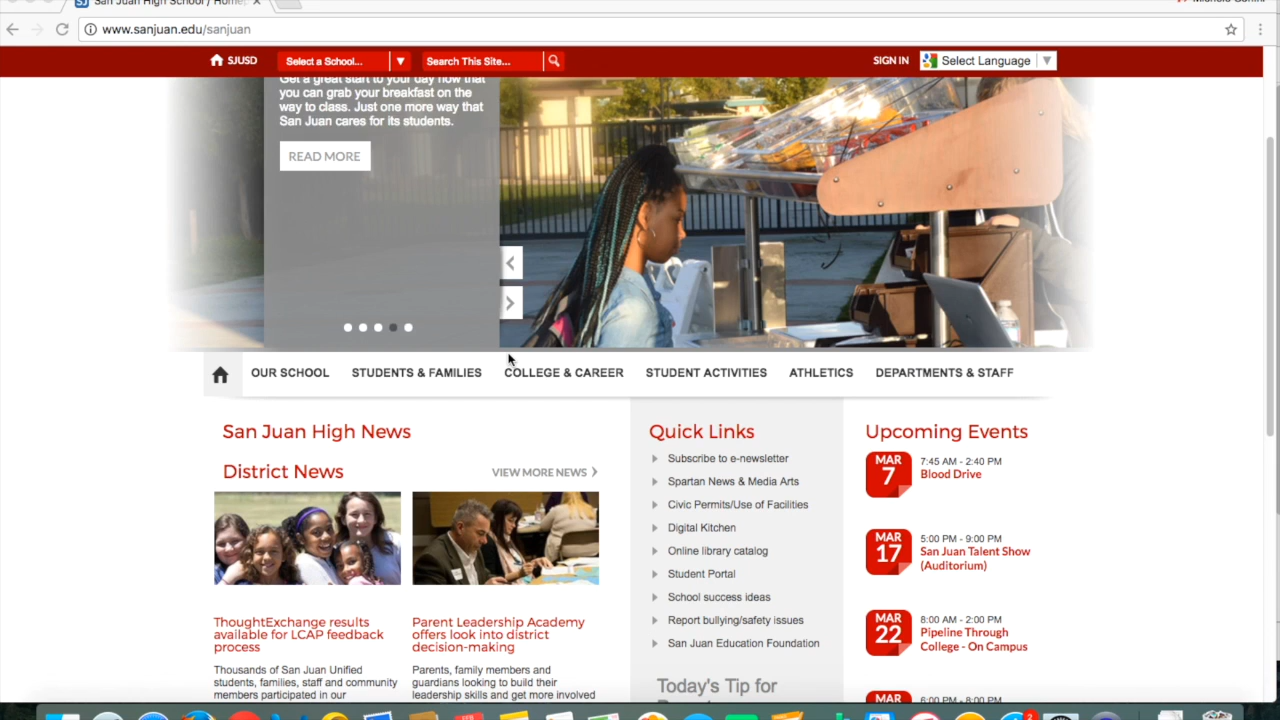 San Juan High School / Home
www.sanjuan.edu/sanjuan
SJUSD
Select a School...
Search This Site...
SIGN IN
Select Language
Get a great start to your day now that
you can grab your breakfast on the
way to class. Just one more way that
San Juan cares for its students.
READ MORE
OUR SCHOOL
STUDENTS & FAMILIES
COLLEGE & CAREER
STUDENT ACTIVITIES
ATHLETICS
DEPARTMENTS & STAFF
San Juan High News
District News
VIEW MORE NEWS
ThoughtExchange results
available for LCAP feedback
process
Thousands of San Juan Unified
students, families, staff and community
members participated in our
Parent Leadership Academy
offers look into district
decision-making
Parents, family members and
guardians looking to build their
leadership skills and get more involved
Quick Links
Subscribe to e-newsletter
Spartan News & Media Arts
Civic Permits/Use of Facilities
Digital Kitchen
Online library catalog
Student Portal
School success ideas
Report bullying/safety issues
San Juan Education Foundation
Today's Tip for
Upcoming Events
MAR
7
7:45 AM - 2:40 PM
Blood Drive
MAR
17
5:00 PM - 9:00 PM
San Juan Talent Show
(Auditorium)
MAR
22
8:00 AM - 2:00 PM
Pipeline Through
College - On Campus
MAR
6:00 PM - 8:00 PM